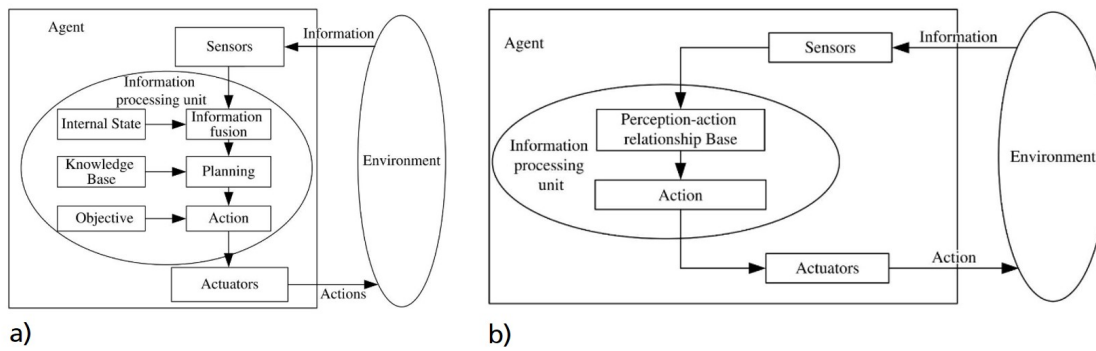 Agent
Sensors
Information
Information
processing unit
Internal State
Information
fusion
Knowledge
Base
Planning
Environment
Objective
Action
Actuators
Actions
a)
Agent
Sensors
Information
Perception-action
relationship Base
Information
processing
unit
Environment
Action
Actuators
Action
b)